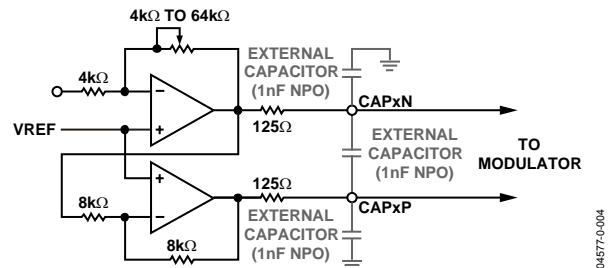 4kΩ TO 64kΩ
EXTERNAL
CAPACITOR
(1nF NPO)
4kΩ
CAPxN
VREF
125Ω
EXTERNAL
CAPACITOR
(1nF NPO)
TO
MODULATOR
125Ω
CAPxP
8kΩ
EXTERNAL
CAPACITOR
(1nF NPO)
8kΩ
04577-0-004
− 
+
+
−